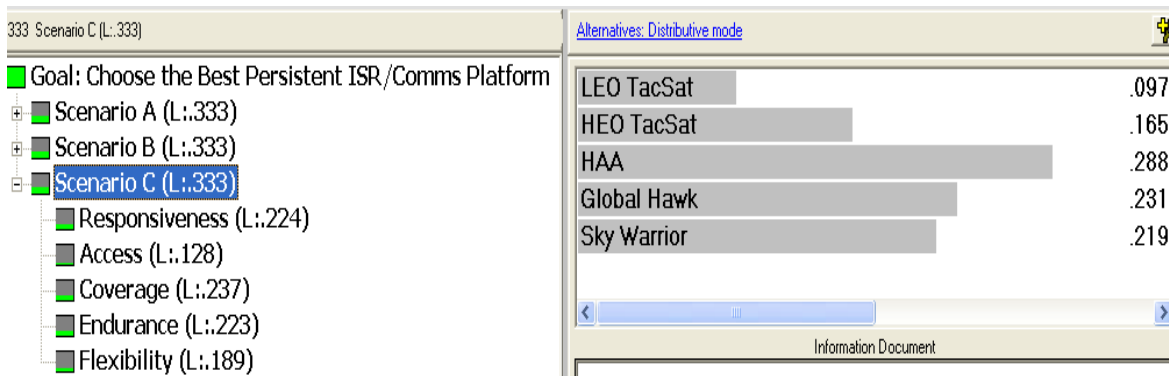 333 Scenario C (L:.333)
Goal: Choose the Best Persistent ISR/Comms Platform
Scenario A (L:.333)
Scenario B (L:.333)
Scenario C (L:.333)
Responsiveness (L:.224)
Access (L:.128)
Coverage (L:.237)
Endurance (L:.223)
Flexibility (L:.189)
Alternatives: Distributive mode
LEO TacSat .097
HEO TacSat .165
HAA .288
Global Hawk .231
Sky Warrior .219
Information Document